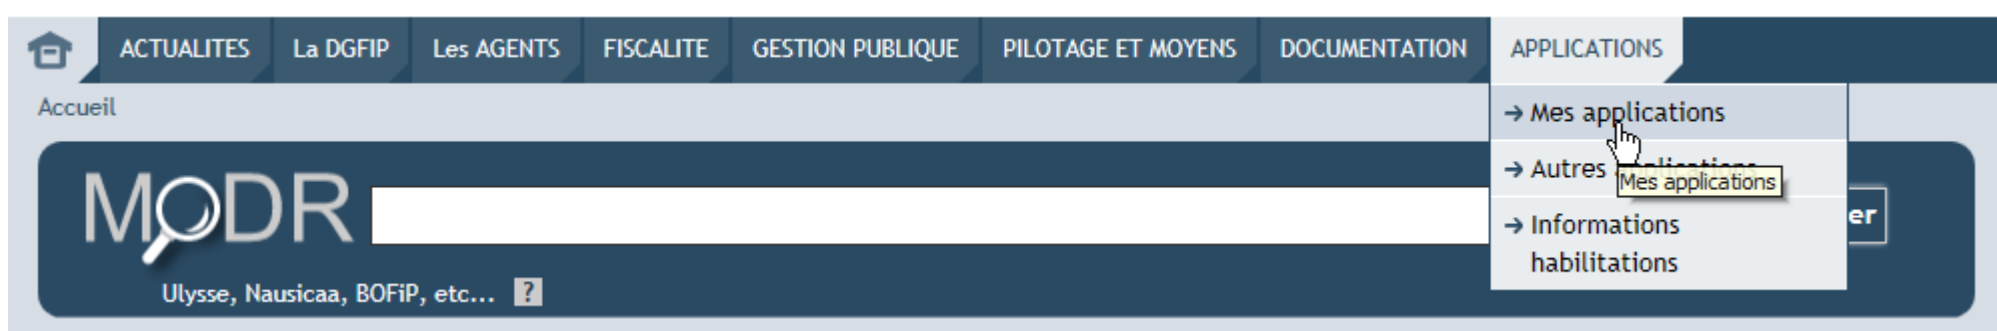 ACTUALITES La DGFIP Les AGENTS FISCALITE GESTION PUBLIQUE PILOTAGE ET MOYENS DOCUMENTATION APPLICATIONS
Accueil
→ Mes applications
→ Autres
Mes applications
MoDR
er
→ Informations
habilitations
Ulysse, Nausicaa, BOFiP, etc... ?